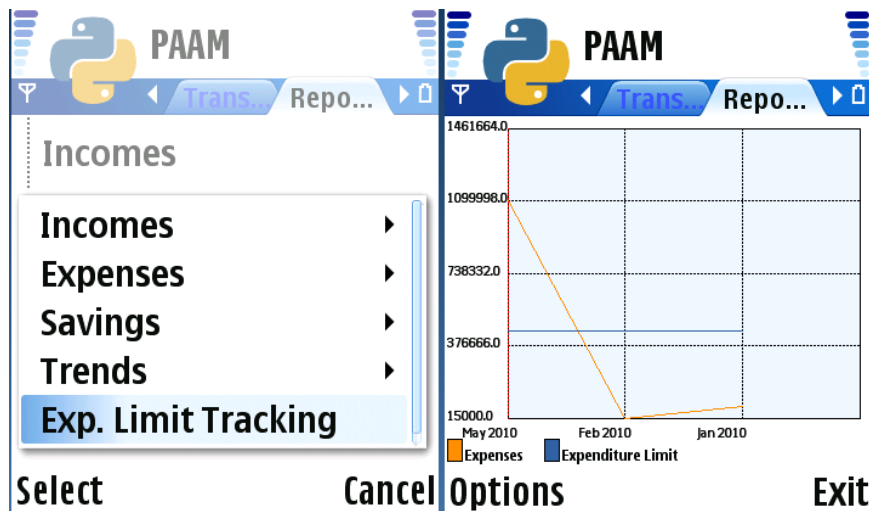 PAAM
Trans... Repo...
Incomes
Incomes
Expenses
Savings
Trends
Exp. Limit Tracking
Select Cancel
PAAM
Trans... Repo...
1461664.0
1099998.0
738332.0
376666.0
15000.0
May 2010 Feb 2010 Jan 2010
Expenses Expenditure Limit
Options Exit